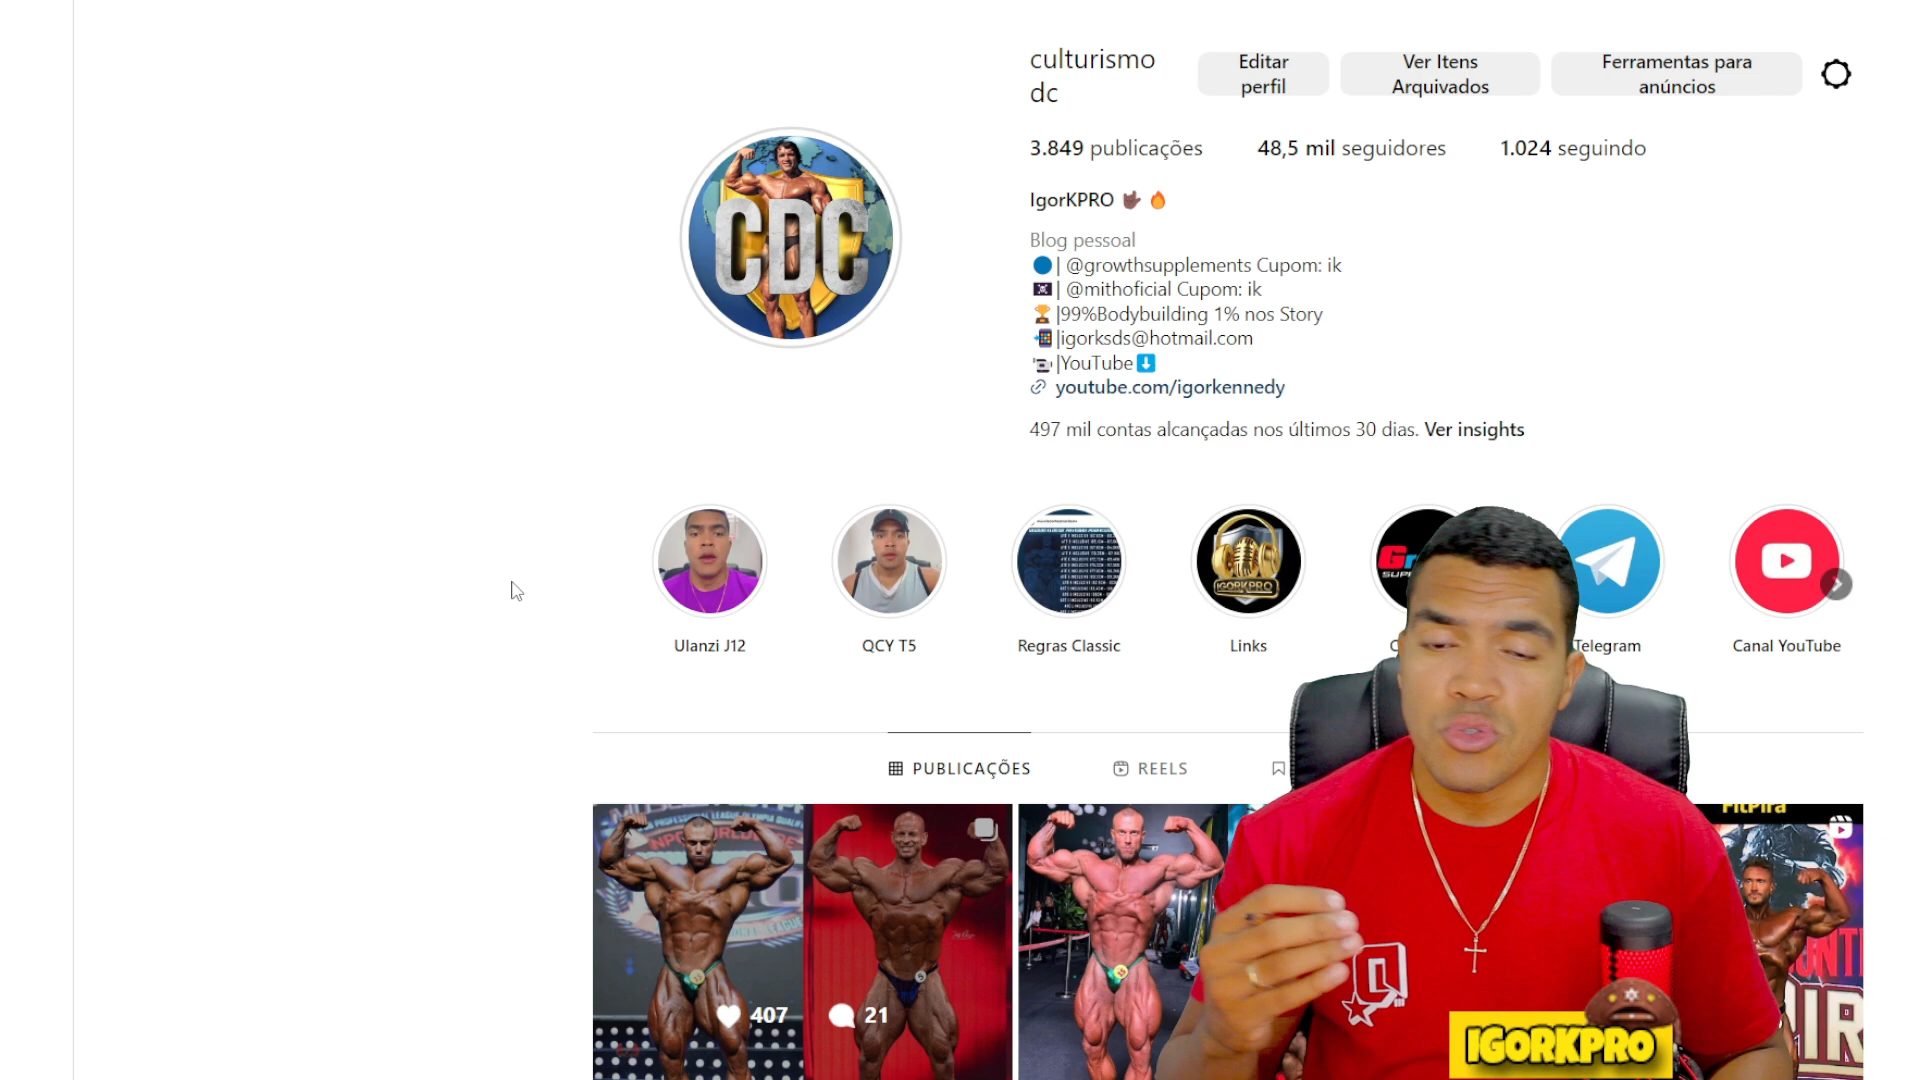 culturismo
dc
Editar
perfil
Ver Itens
Arquivados
Ferramentas para
anúncios
3.849 publicações
48,5 mil seguidores
1.024 seguindo
IgorKPRO
Blog pessoal
| @growthsupplements Cupom: ik
| @mithoficial Cupom: ik
|99%Bodybuilding 1% nos Story
|igorksds@hotmail.com
|YouTube
youtube.com/igorkennedy
497 mil contas alcançadas nos últimos 30 dias. Ver insights
CDC
IGORKPRO
Ulanzi J12
QCY T5
Regras Classic
Links
Telegram
Canal YouTube
PUBLICAÇÕES
REELS
FitPira
407
21
IGORKPRO